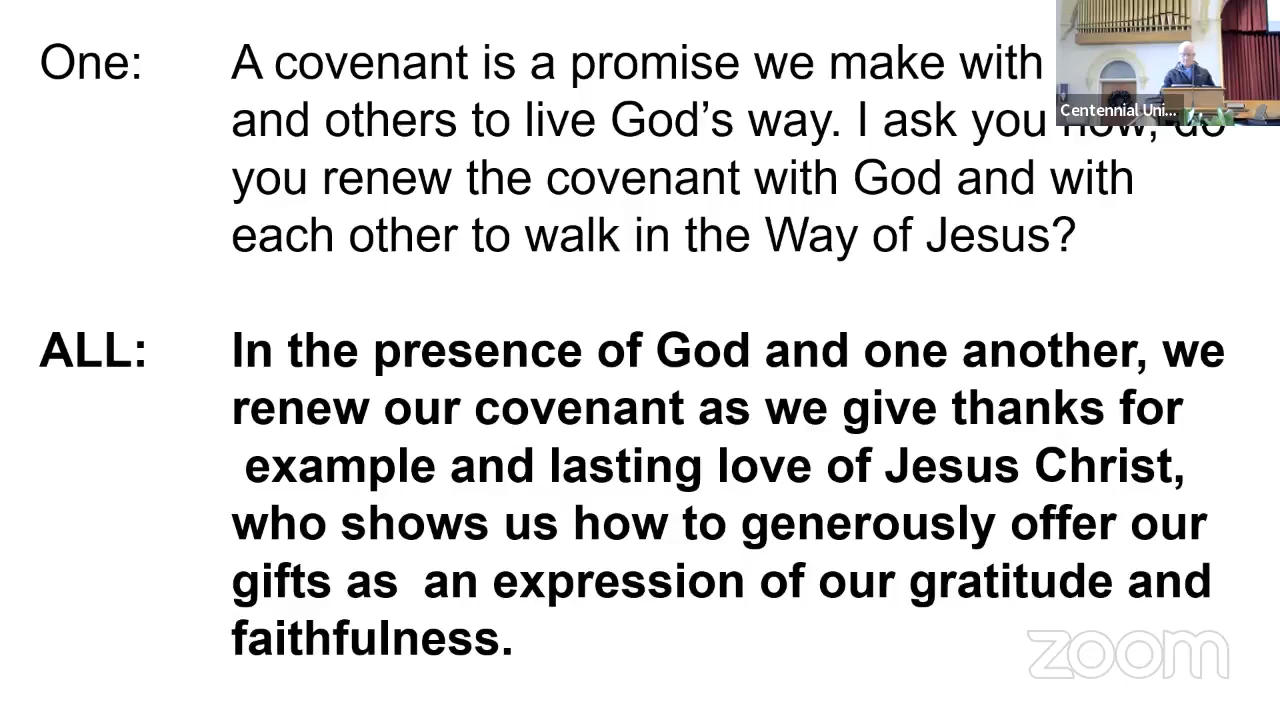 One: A covenant is a promise we make with
and others to live God's way. I ask you now, do
you renew the covenant with God and with
each other to walk in the Way of Jesus?
ALL: In the presence of God and one another, we
renew our covenant as we give thanks for
example and lasting love of Jesus Christ,
who shows us how to generously offer our
gifts as an expression of our gratitude and
faithfulness.
Centennial Uni...
zoom